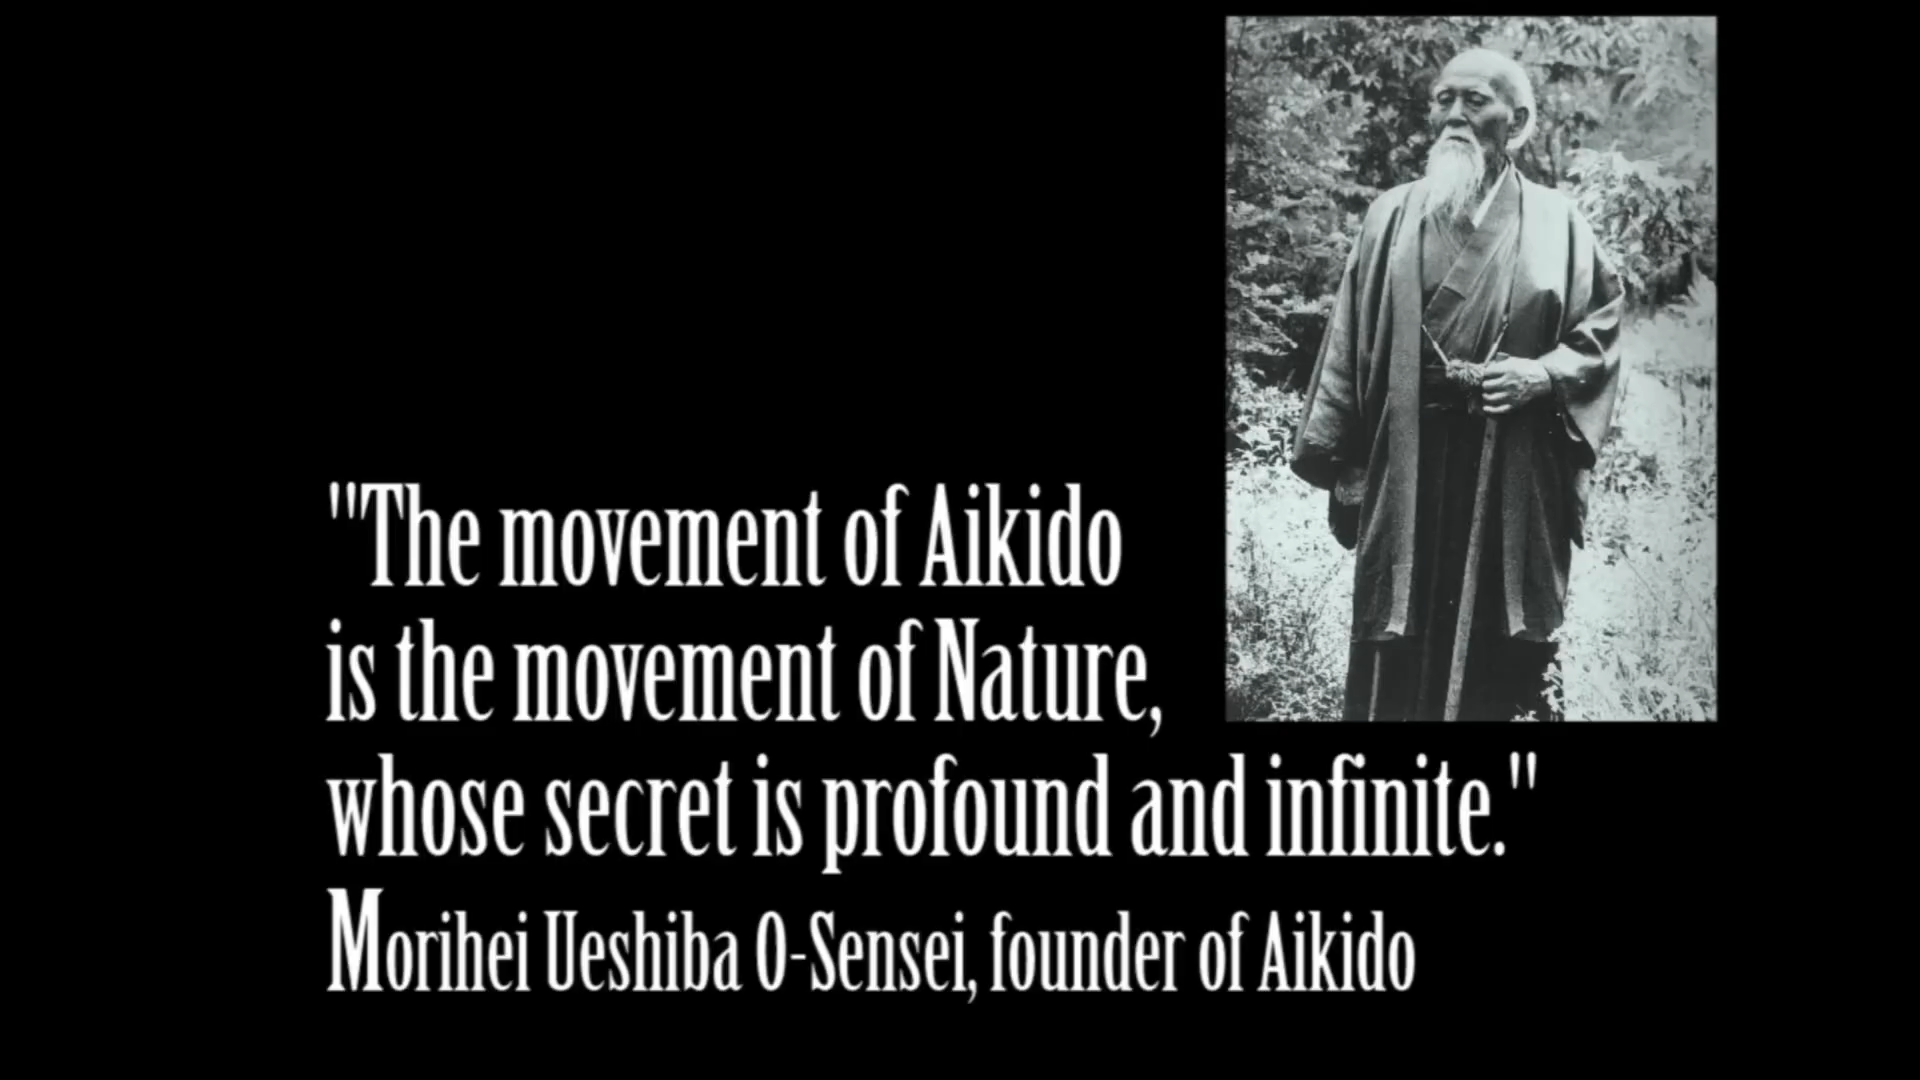 "The movement of Aikido
is the movement of Nature,
whose secret is profound and infinite."
Morihei Ueshiba O-Sensei, founder of Aikido